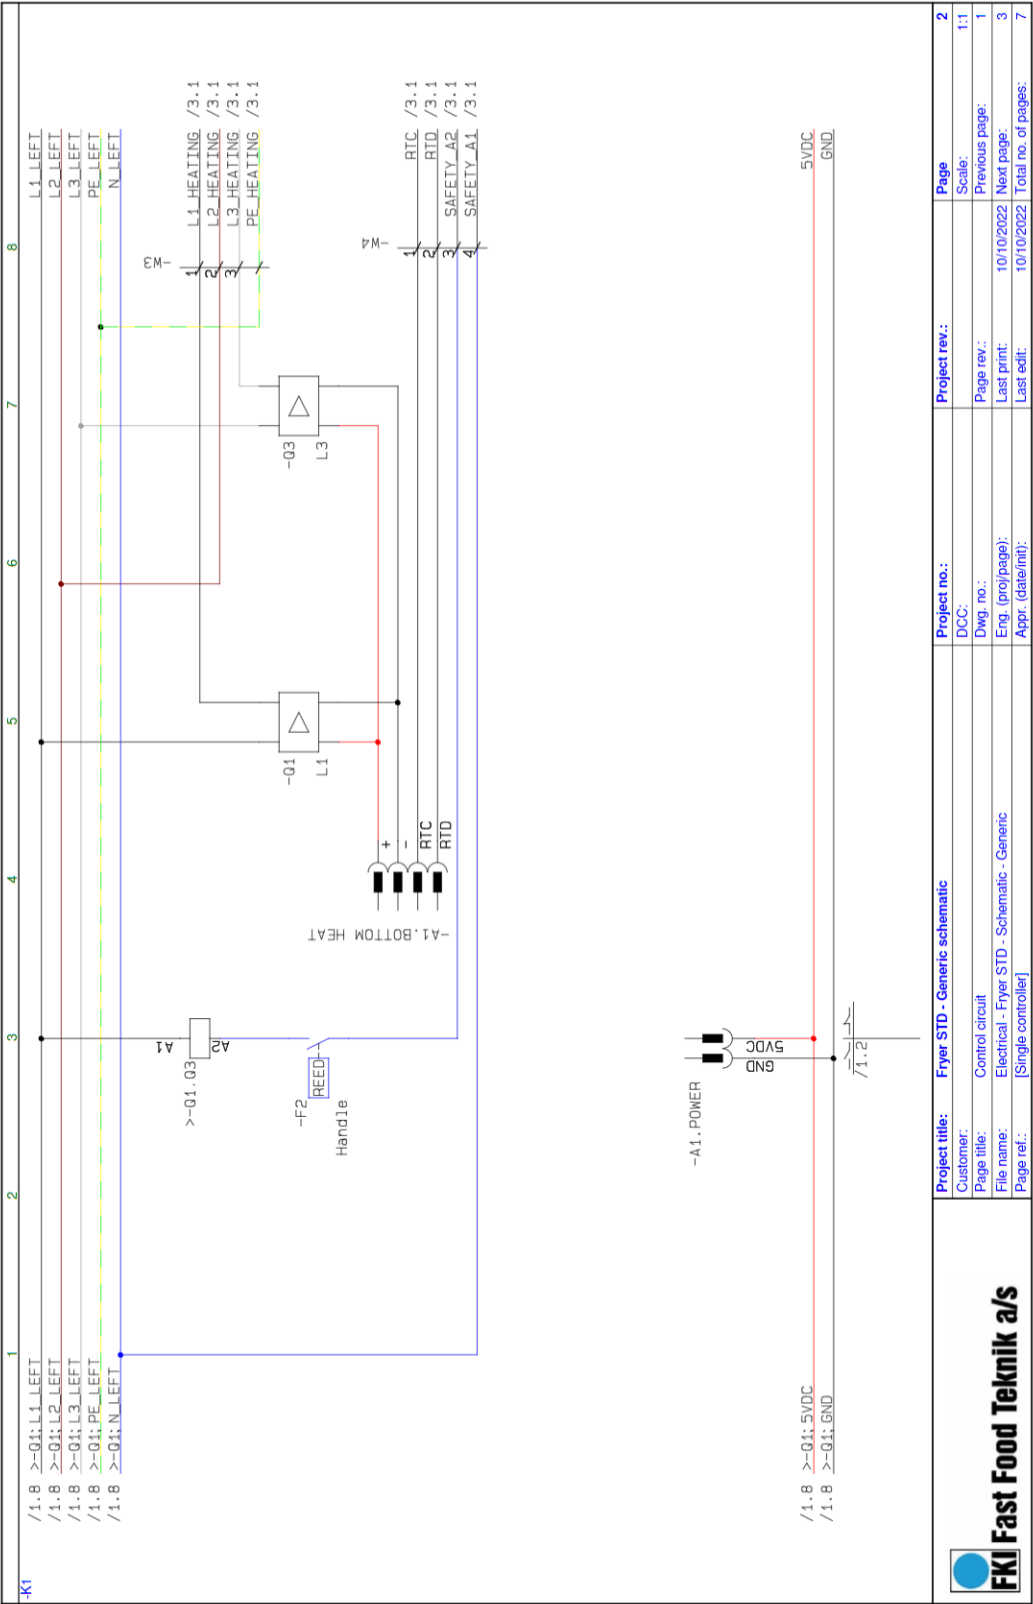 -K1
1 2 3 4 5 6 7 8
/1.8 >-Q1;L1_LEFT L1_LEFT
/1.8 >-Q1;L2_LEFT L2_LEFT
/1.8 >-Q1;L3_LEFT L3_LEFT
/1.8 >-Q1;PE_LEFT PE_LEFT
/1.8 >-Q1;N_LEFT N_LEFT
-W3
1 L1_HEATING /3.1
2 L2_HEATING /3.1
3 L3_HEATING /3.1
PE_HEATING /3.1
>-Q1.Q3
A1
A2
-F2
REED
Handle
-Q1
L1
-Q3
L3
-A1.BOTTOM HEAT
+
-
RTC
RTD
-W4
1 RTC /3.1
2 RTD /3.1
3 SAFETY_A2 /3.1
4 SAFETY_A1 /3.1
-A1.POWER
GND
5VDC
/1.8 >-Q1;5VDC 5VDC
/1.8 >-Q1;GND GND
/1.2
FKI Fast Food Teknik a/s
Project title: Fryer STD - Generic schematic
Customer:
Page title: Control circuit
File name: Electrical - Fryer STD - Schematic - Generic
Page ref.: [Single controller]
Project no.:
DCC:
Dwg. no.:
Eng. (proj/page):
Appr. (date/init):
Project rev.:
Page rev.:
Last print: 10/10/2022
Last edit: 10/10/2022
Page 2
Scale: 1:1
Previous page: 1
Next page: 3
Total no. of pages: 7